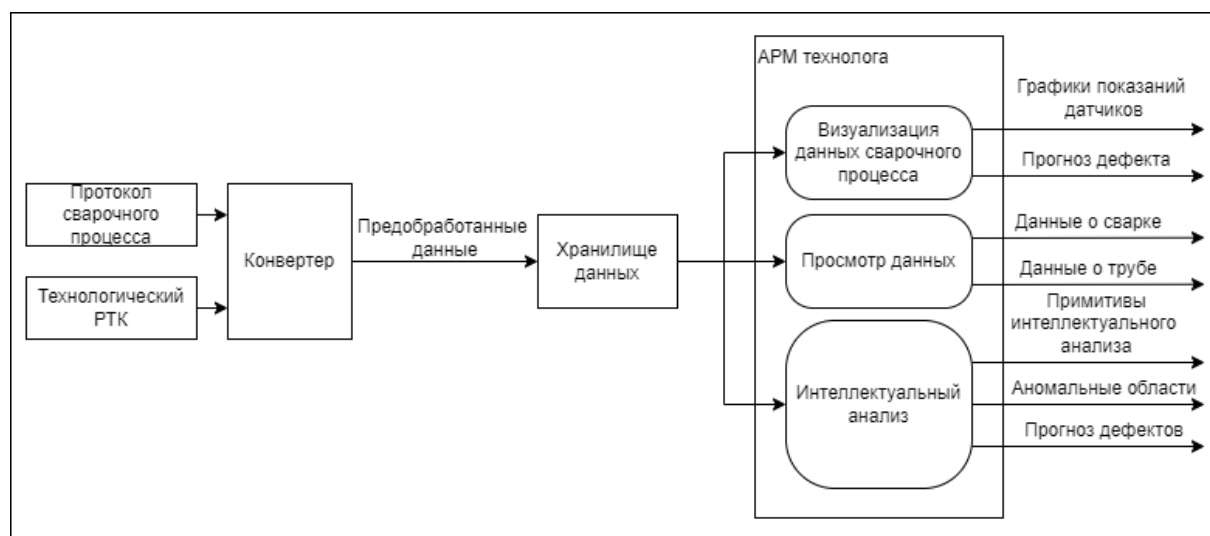 Протокол
сварочного
процесса
Технологический
РТК
Конвертер
Предобработанные
данные
Хранилище
данных
АРМ технолога
Визуализация
данных сварочного
процесса
Просмотр данных
Интеллектуальный
анализ
Графики показаний
датчиков
Прогноз дефекта
Данные о сварке
Данные о трубе
Примитивы
интеллектуального
анализа
Аномальные области
Прогноз дефектов